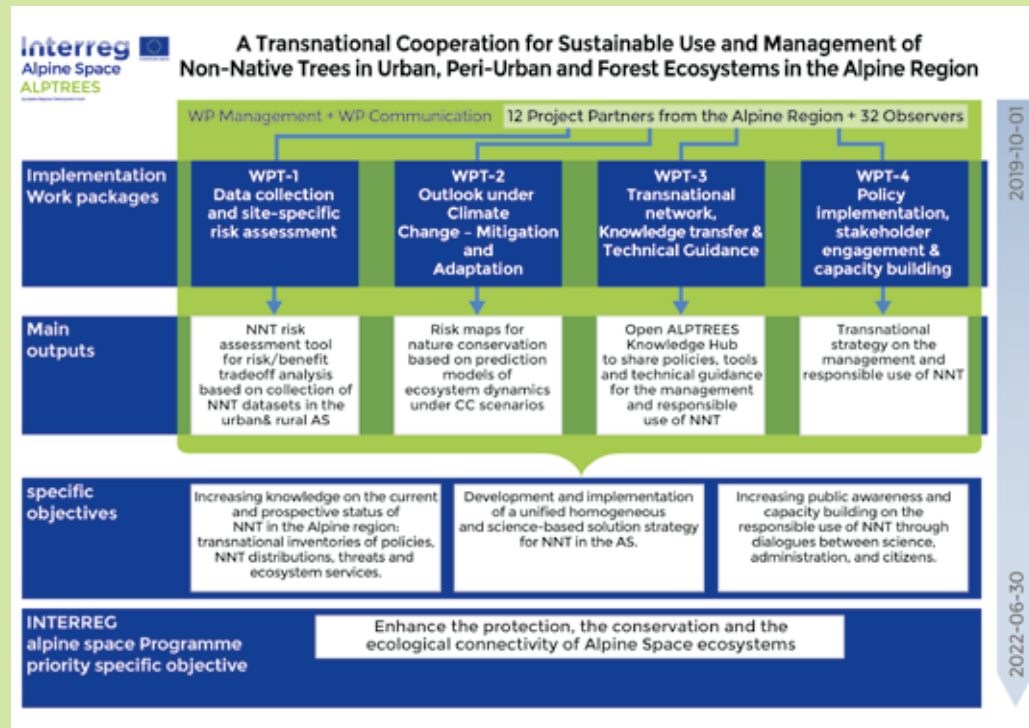 Interreg
Alpine Space
ALPTREES
A Transnational Cooperation for Sustainable Use and Management of
Non-Native Trees in Urban, Peri-Urban and Forest Ecosystems in the Alpine Region
WP Management + WP Communication 12 Project Partners from the Alpine Region + 32 Observers
Implementation
Work packages
WPT-1
Data collection
and site-specific
risk assessment
WPT-2
Outlook under
Climate
Change – Mitigation
and
Adaptation
WPT-3
Transnational
network,
Knowledge transfer &
Technical Guidance
WPT-4
Policy
implementation,
stakeholder
engagement &
capacity building
Main
outputs
NNT risk
assessment tool
for risk/benefit
tradeoff analysis
based on collection of
NNT datasets in the
urban& rural AS
Risk maps for
nature conservation
based on prediction
models of
ecosystem dynamics
under CC scenarios
Open ALPTREES
Knowledge Hub
to share policies, tools
and technical guidance
for the management
and responsible
use of NNT
Transnational
strategy on the
management and
responsible use of NNT
specific
objectives
Increasing knowledge on the current
and prospective status of
NNT in the Alpine region:
transnational inventories of policies,
NNT distributions, threats and
ecosystem services.
Development and implementation
of a unified homogeneous
and science-based solution strategy
for NNT in the AS.
Increasing public awareness and
capacity building on the
responsible use of NNT through
dialogues between science,
administration, and citizens.
INTERREG
alpine space Programme
priority specific objective
Enhance the protection, the conservation and the
ecological connectivity of Alpine Space ecosystems
2019-10-01
2022-06-30